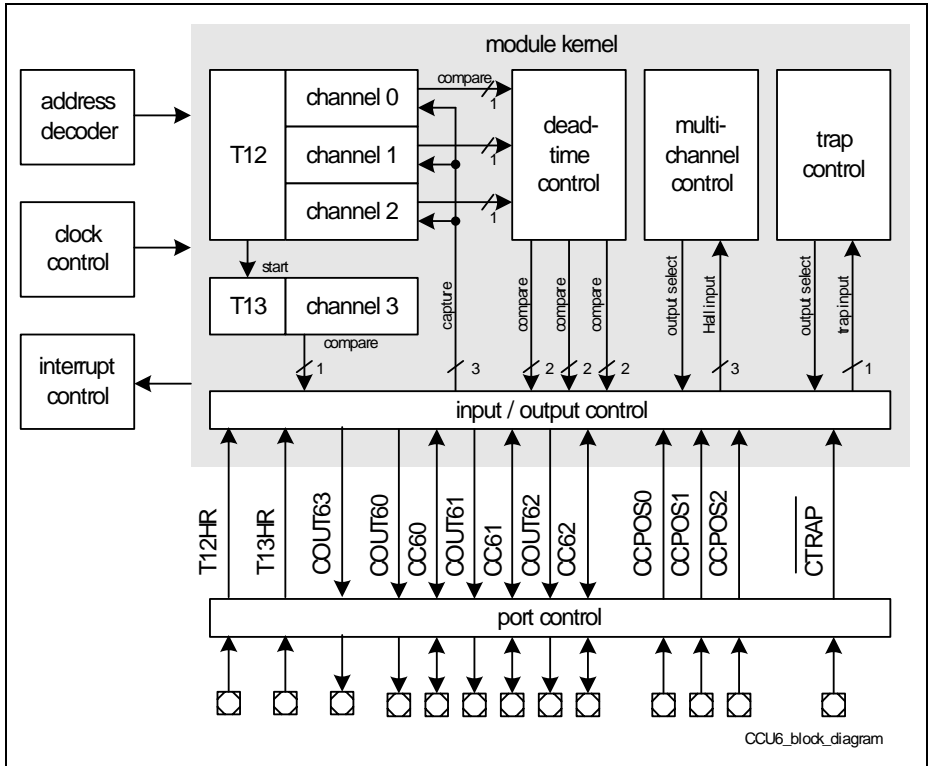 module kernel
address
decoder
clock
control
interrupt
control
T12
channel 0
channel 1
channel 2
compare
1
1
1
dead-
time
control
multi-
channel
control
trap
control
start
T13
channel 3
compare
1
capture
3
compare
2
compare
2
compare
2
output select
Hall input
3
output select
trap input
1
input / output control
T12HR
T13HR
COUT63
COUT60
CC60
COUT61
CC61
COUT62
CC62
CCPOS0
CCPOS1
CCPOS2
CTRAP
port control
CCU6_block_diagram